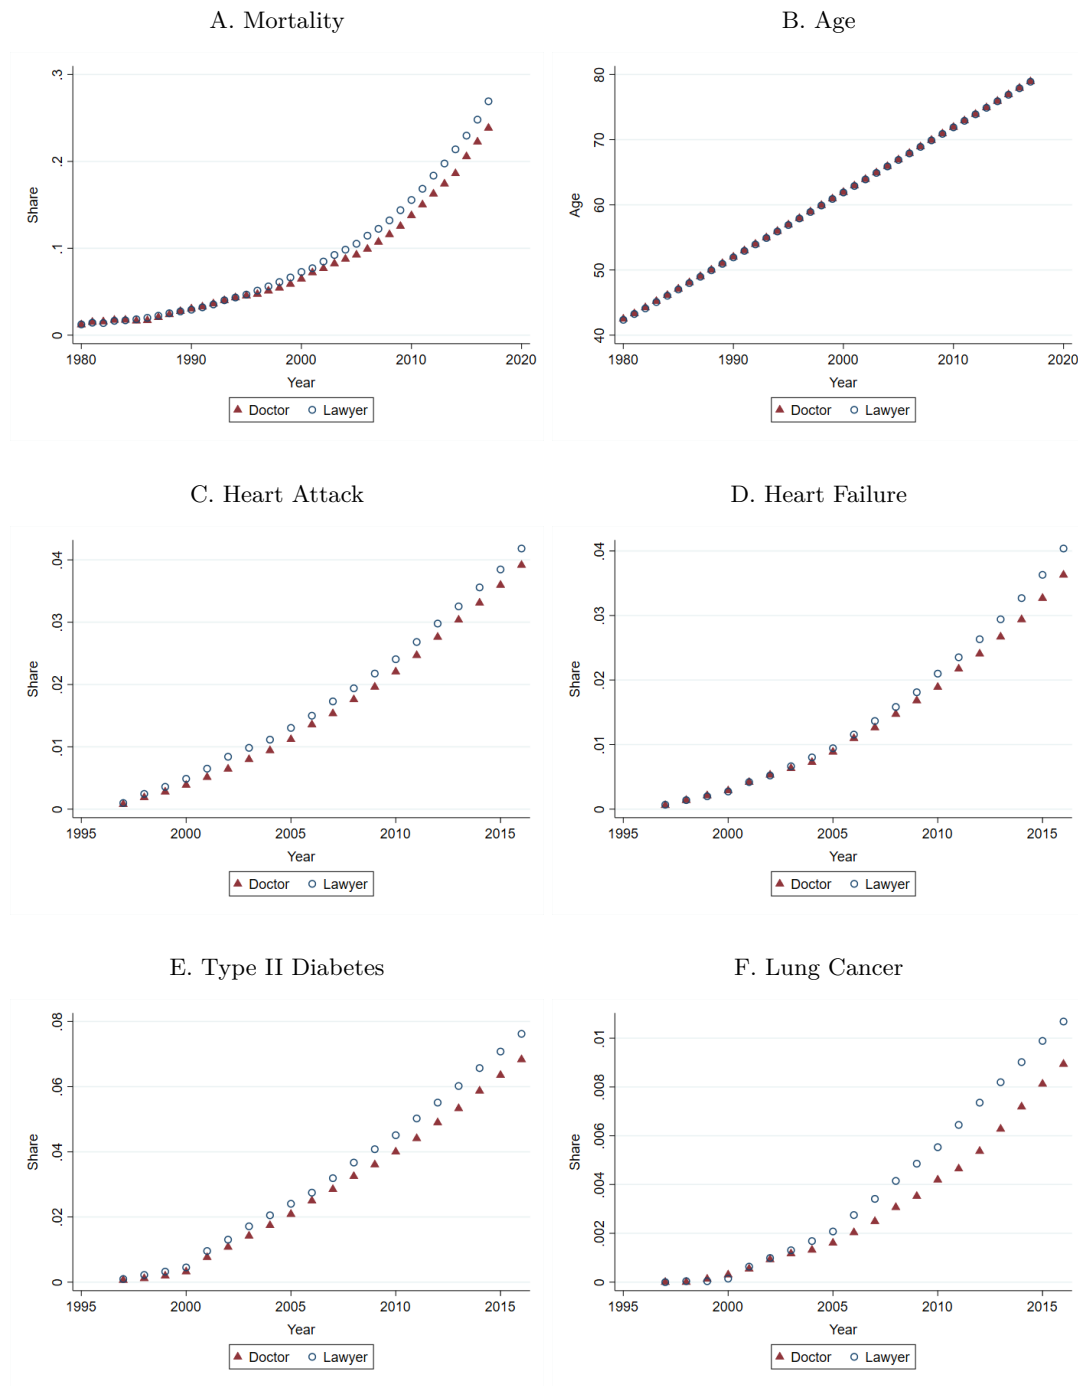 A. Mortality
Share
0
.1
.2
.3
1980 1990 2000 2010 2020
Year
Doctor Lawyer
B. Age
Age
40
50
60
70
80
1980 1990 2000 2010 2020
Year
Doctor Lawyer
C. Heart Attack
Share
0
.01
.02
.03
.04
1995 2000 2005 2010 2015
Year
Doctor Lawyer
D. Heart Failure
Share
0
.01
.02
.03
.04
1995 2000 2005 2010 2015
Year
Doctor Lawyer
E. Type II Diabetes
Share
0
.02
.04
.06
.08
1995 2000 2005 2010 2015
Year
Doctor Lawyer
F. Lung Cancer
Share
0
.002
.004
.006
.008
.01
1995 2000 2005 2010 2015
Year
Doctor Lawyer